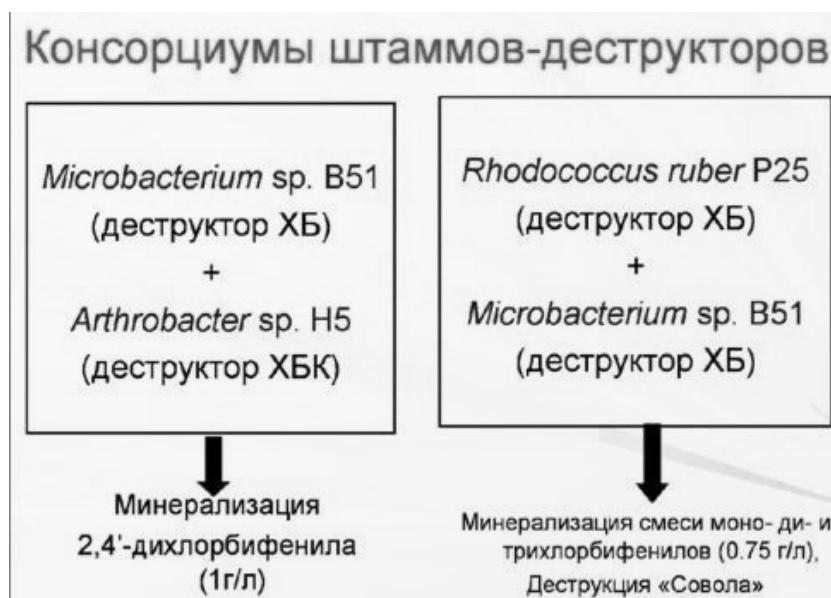 Консорциумы штаммов-деструкторов
Microbacterium sp. B51
(деструктор ХБ)
+
Arthrobacter sp. H5
(деструктор ХБК)
Минерализация
2,4'-дихлорбифенила
(1г/л)
Rhodococcus ruber P25
(деструктор ХБ)
+
Microbacterium sp. B51
(деструктор ХБ)
Минерализация смеси моно- ди- и
трихлорбифенилов (0.75 г/л),
Деструкция «Совола»